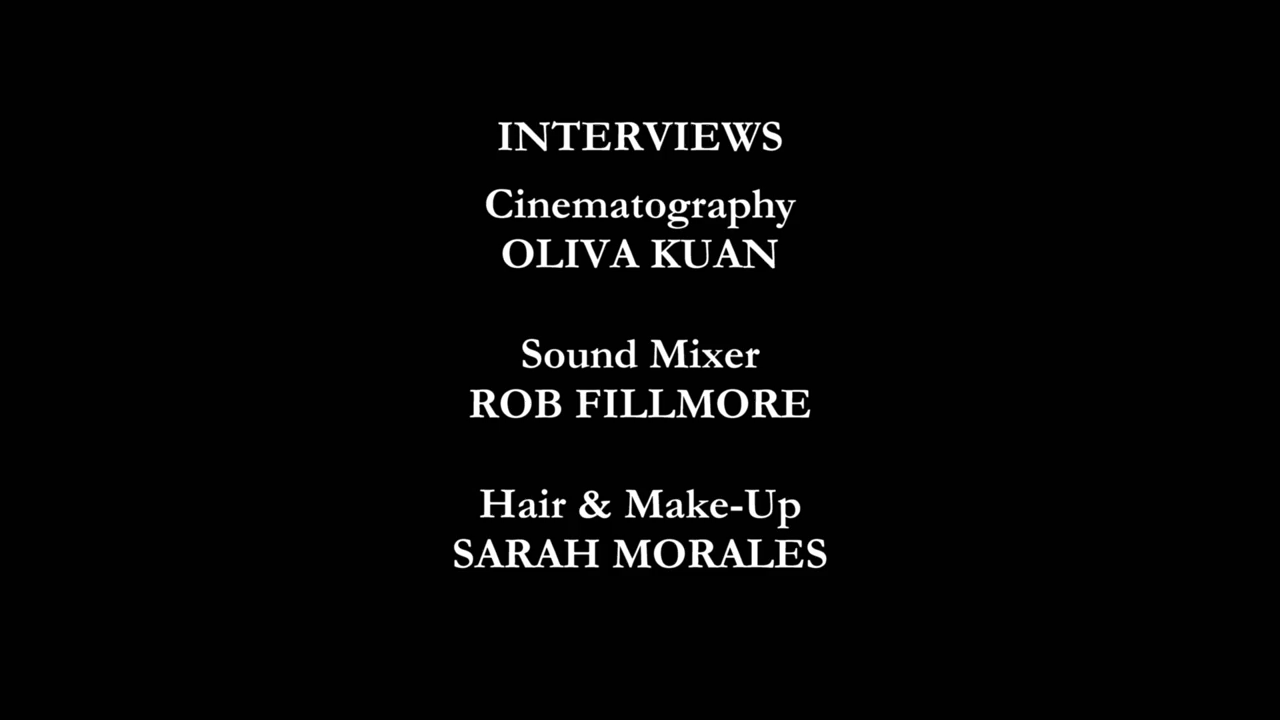 INTERVIEWS
Cinematography
OLIVA KUAN
Sound Mixer
ROB FILLMORE
Hair & Make-Up
SARAH MORALES